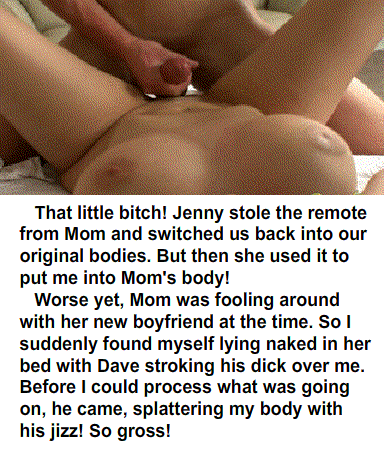 That little bitch! Jenny stole the remote
from Mom and switched us back into our
original bodies. But then she used it to
put me into Mom's body!
Worse yet, Mom was fooling around
with her new boyfriend at the time. So I
suddenly found myself lying naked in her
bed with Dave stroking his dick over me.
Before I could process what was going
on, he came, splattering my body with
his jizz! So gross!